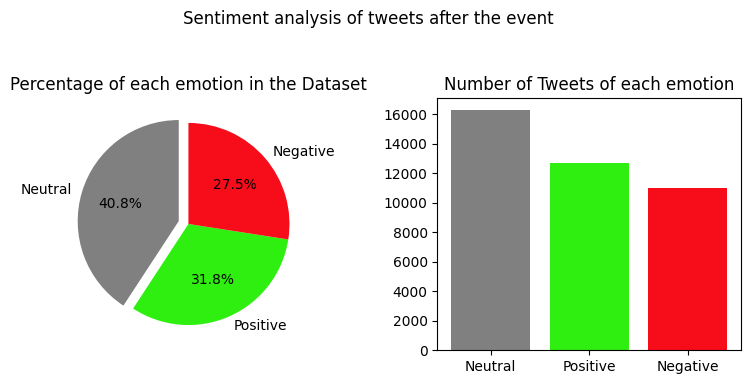 Sentiment analysis of tweets after the event
Percentage of each emotion in the Dataset
Neutral
40.8%
Negative
27.5%
31.8%
Positive
Number of Tweets of each emotion
16000
14000
12000
10000
8000
6000
4000
2000
0
Neutral Positive Negative